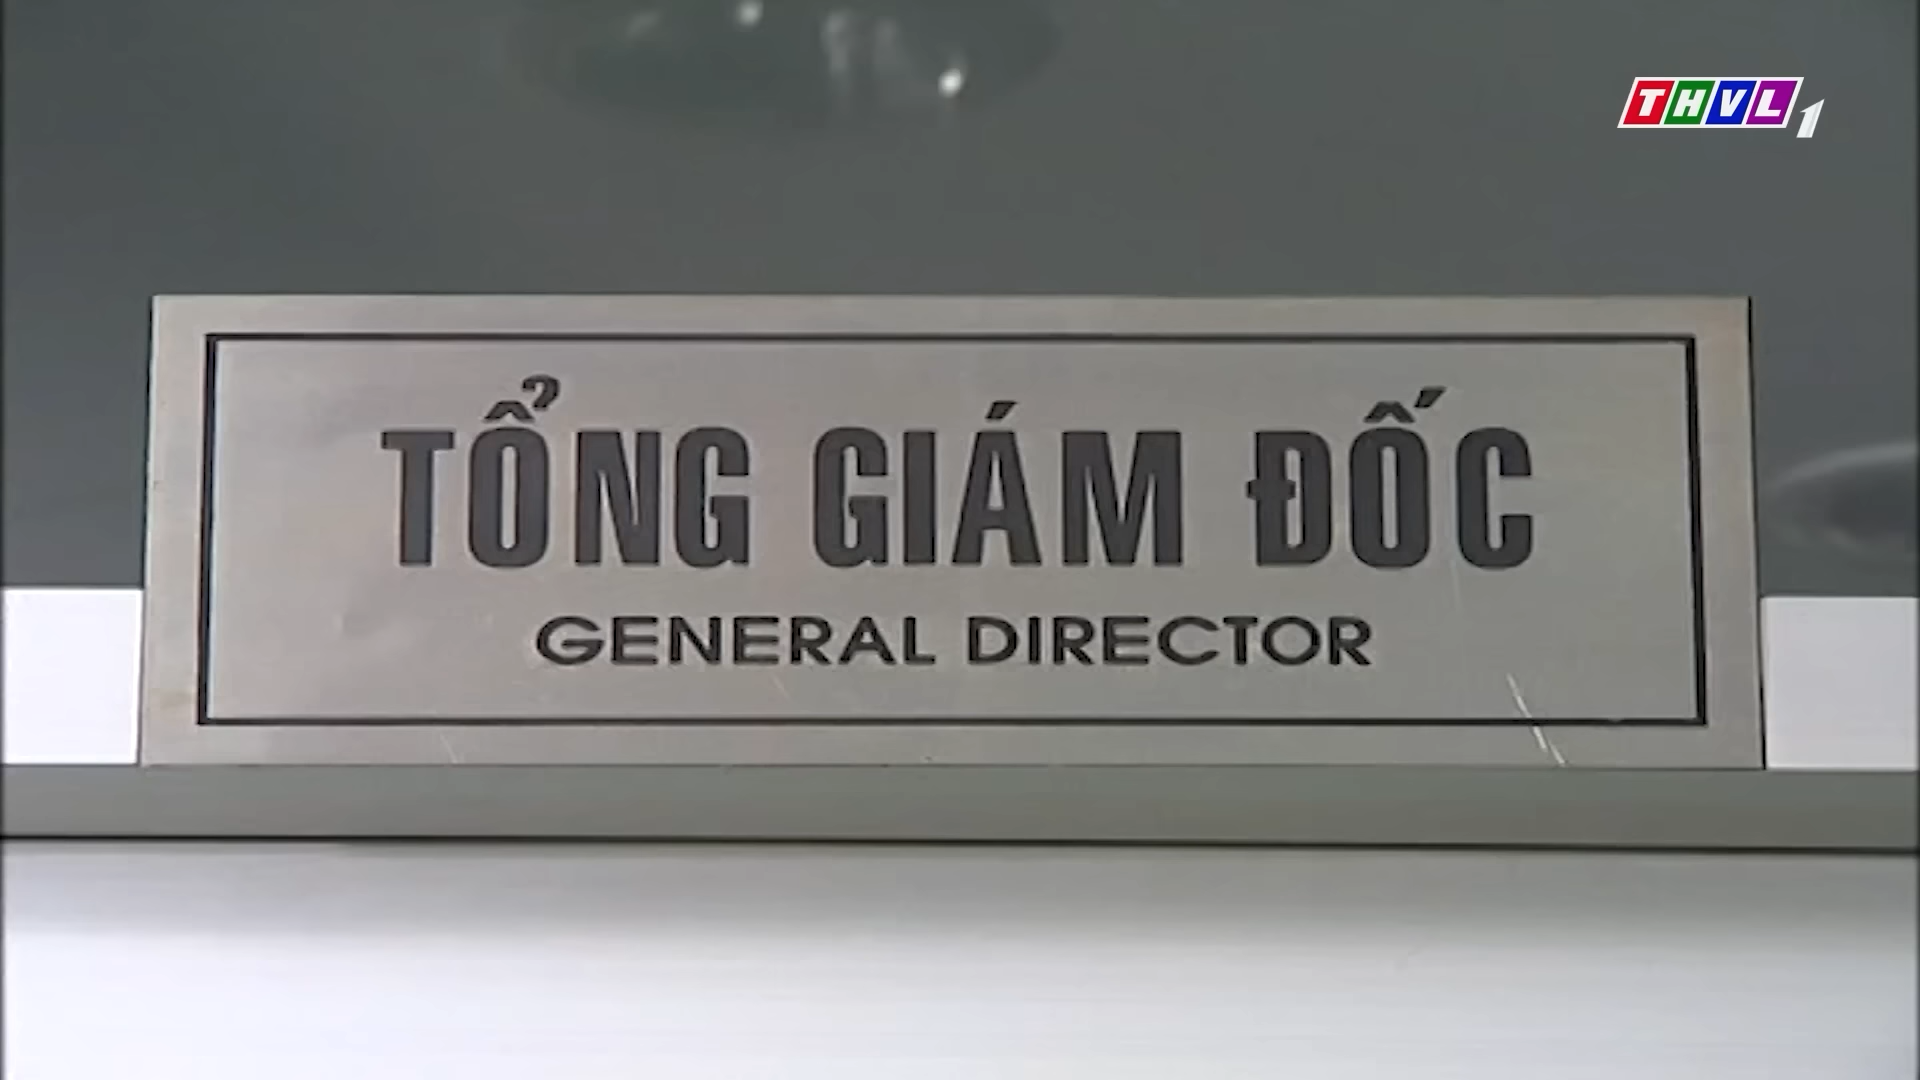 THVL1
TỔNG GIÁM ĐỐC
GENERAL DIRECTOR